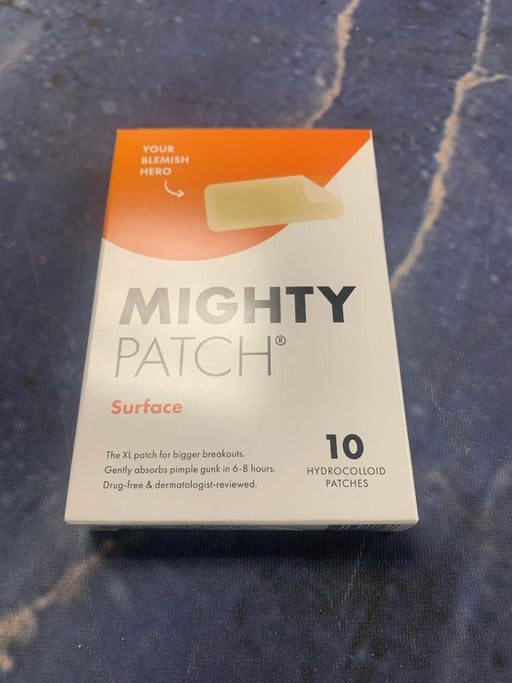 YOUR
BLEMISH
HERO
MIGHTY
PATCH®
Surface
The XL patch for bigger breakouts.
Gently absorbs pimple gunk in 6-8 hours.
Drug-free & dermatologist-reviewed.
10
HYDROCOLLOID
PATCHES